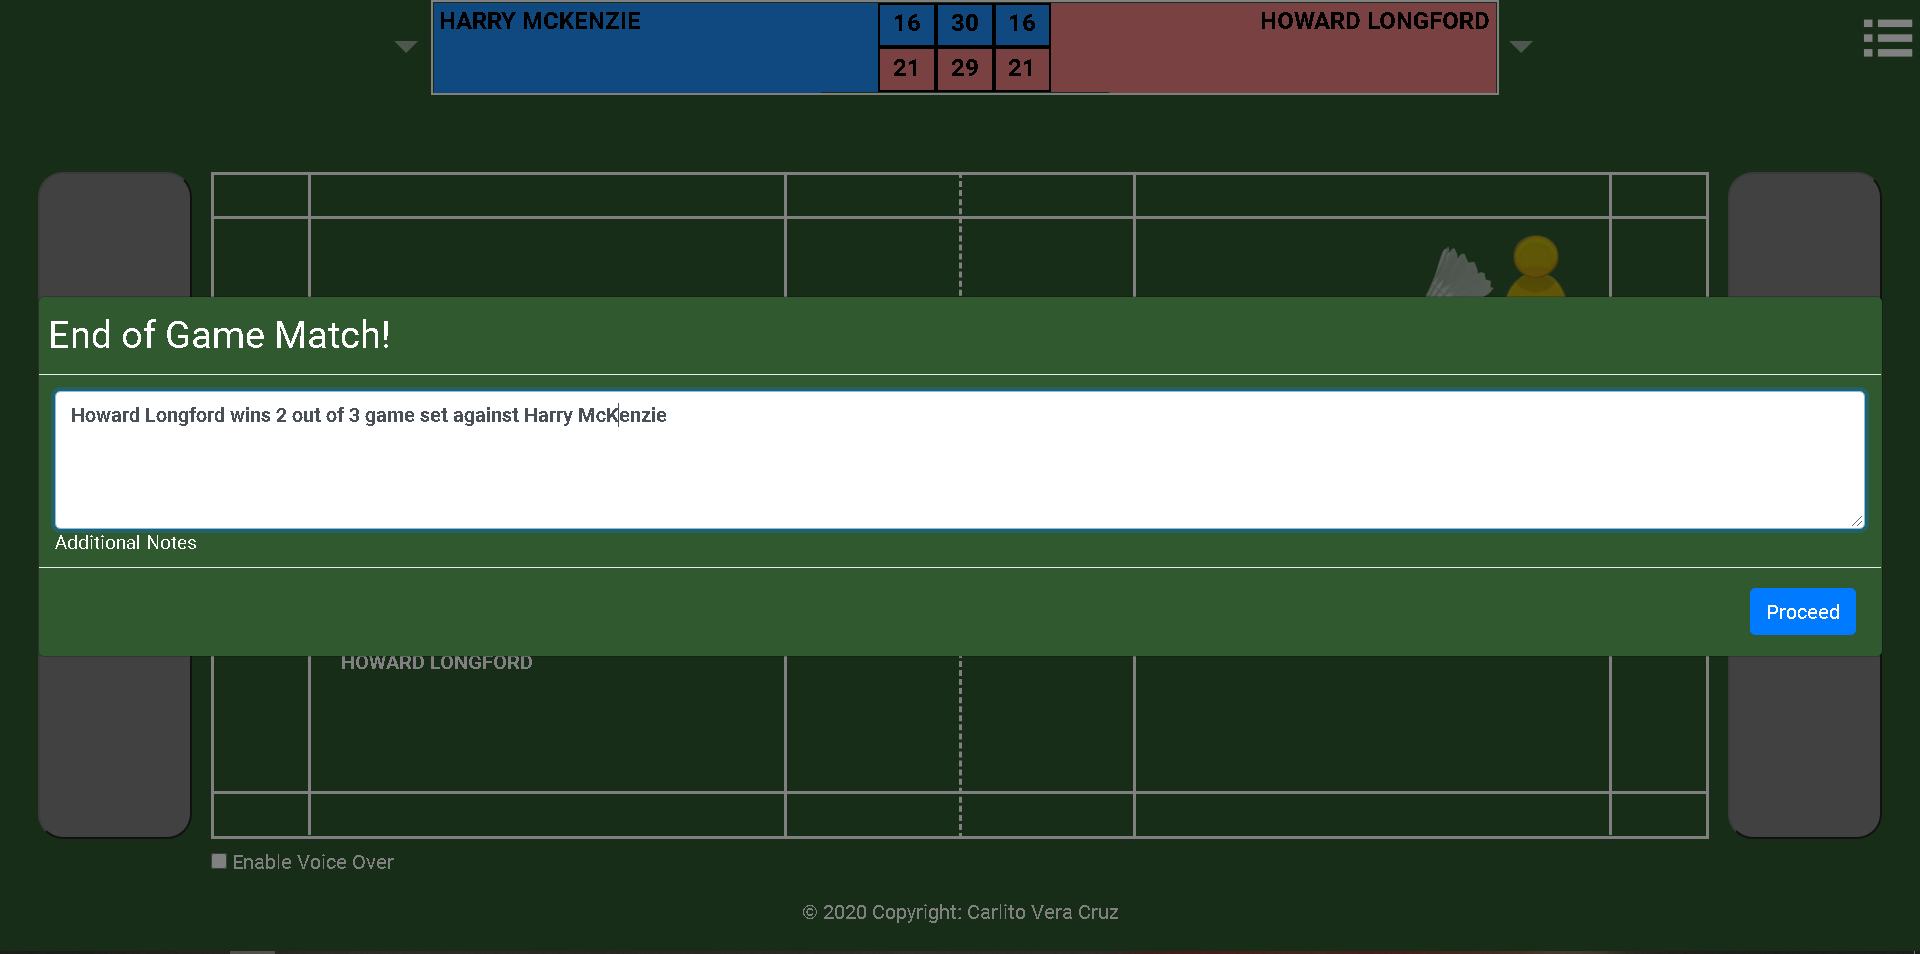 HARRY MCKENZIE 16 30 16 HOWARD LONGFORD
21 29 21
End of Game Match!
Howard Longford wins 2 out of 3 game set against Harry McKenzie
Additional Notes
Proceed
HOWARD LONGFORD
Enable Voice Over
© 2020 Copyright: Carlito Vera Cruz